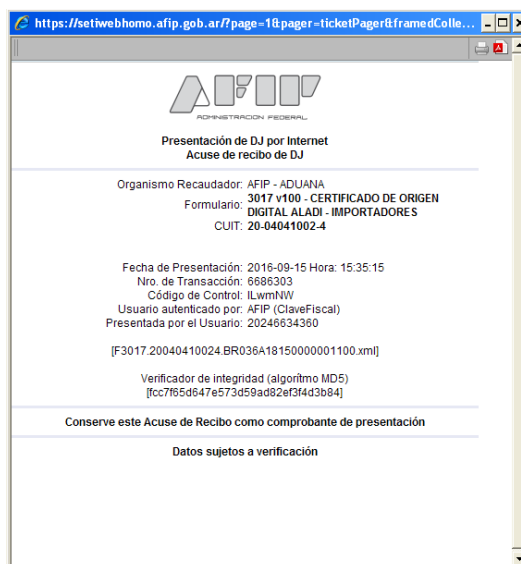 https://setiwebhomo.afip.gob.ar/?page=1&pager=ticketPager&framedColle...
AFIP
ADMINISTRACION FEDERAL
Presentación de DJ por Internet
Acuse de recibo de DJ
Organismo Recaudador: AFIP - ADUANA
Formulario: 3017 v100 - CERTIFICADO DE ORIGEN
DIGITAL ALADI - IMPORTADORES
CUIT: 20-04041002-4
Fecha de Presentación: 2016-09-15 Hora: 15:35:15
Nro. de Transacción: 6686303
Código de Control: ILwmNW
Usuario autenticado por: AFIP (ClaveFiscal)
Presentada por el Usuario: 20246634360
[F3017.20040410024.BR036A18150000001100.xml]
Verificador de integridad (algorítmo MD5)
[fcc7f65d647e573d59ad82ef3f4d3b84]
Conserve este Acuse de Recibo como comprobante de presentación
Datos sujetos a verificación